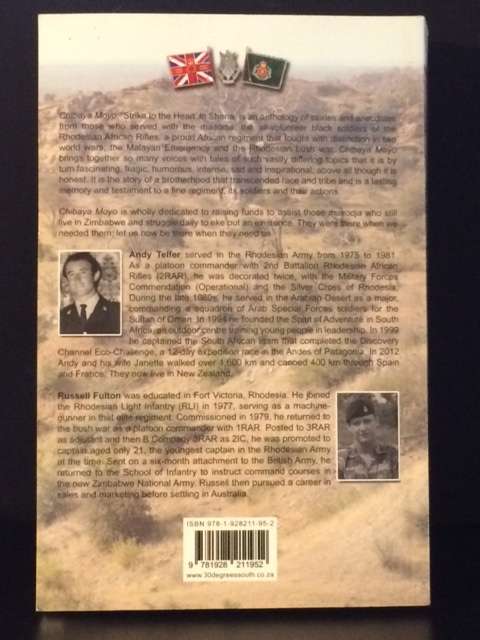 Chibaya Moyo, 'Strike to the Heart' in Shona, is an anthology of stories and anecdotes
from those who served with the masodja, the all-volunteer black soldiers of the
Rhodesian African Rifles, a proud African regiment that fought with distinction in two
world wars, the Malayan Emergency and the Rhodesian bush war. Chibaya Moyo
brings together so many voices with tales of such vastly differing topics that it is by
turn fascinating, tragic, humorous, intense, sad and inspirational; above all though it is
honest. It is the story of a brotherhood that transcended race and tribe and is a lasting
memory and testament to a fine regiment, its soldiers and their actions.
Chibaya Moyo is wholly dedicated to raising funds to assist those masodja who still
live in Zimbabwe and struggle daily to eke out an existence. They were there when
we needed them; let us now be there when they need us.
Andy Telfer served in the Rhodesian Army from 1975 to 1981.
As a platoon commander with 2nd Battalion Rhodesian African
Rifles (2RAR), he was decorated twice, with the Military Forces
Commendation (Operational) and the Silver Cross of Rhodesia.
During the late 1980s, he served in the Arabian Desert as a major,
commanding a squadron of Arab Special Forces soldiers for the
Sultan of Oman. In 1994 he founded the Spirit of Adventure in South
Africa, an outdoor centre training young people in leadership. In 1999
he captained the South African team that completed the Discovery
Channel Eco-Challenge, a 12-day expedition race in the Andes of Patagonia. In 2012
Andy and his wife Janette walked over 1,600 km and canoed 400 km through Spain
and France. They now live in New Zealand.
Russell Fulton was educated in Fort Victoria, Rhodesia. He joined
the Rhodesian Light Infantry (RLI) in 1977, serving as a machine-
gunner in that elite regiment. Commissioned in 1979, he returned to
the bush war as a platoon commander with 1RAR. Posted to 3RAR
as adjutant and then B Company 3RAR as 2IC, he was promoted to
captain aged only 21, the youngest captain in the Rhodesian Army
at the time. Sent on a six-month attachment to the British Army, he
returned to the School of Infantry to instruct command courses in
the new Zimbabwe National Army. Russell then pursued a career in
sales and marketing before settling in Australia.
ISBN 978-1-928211-95-2
9 781928 211952
www.30degreessouth.co.za